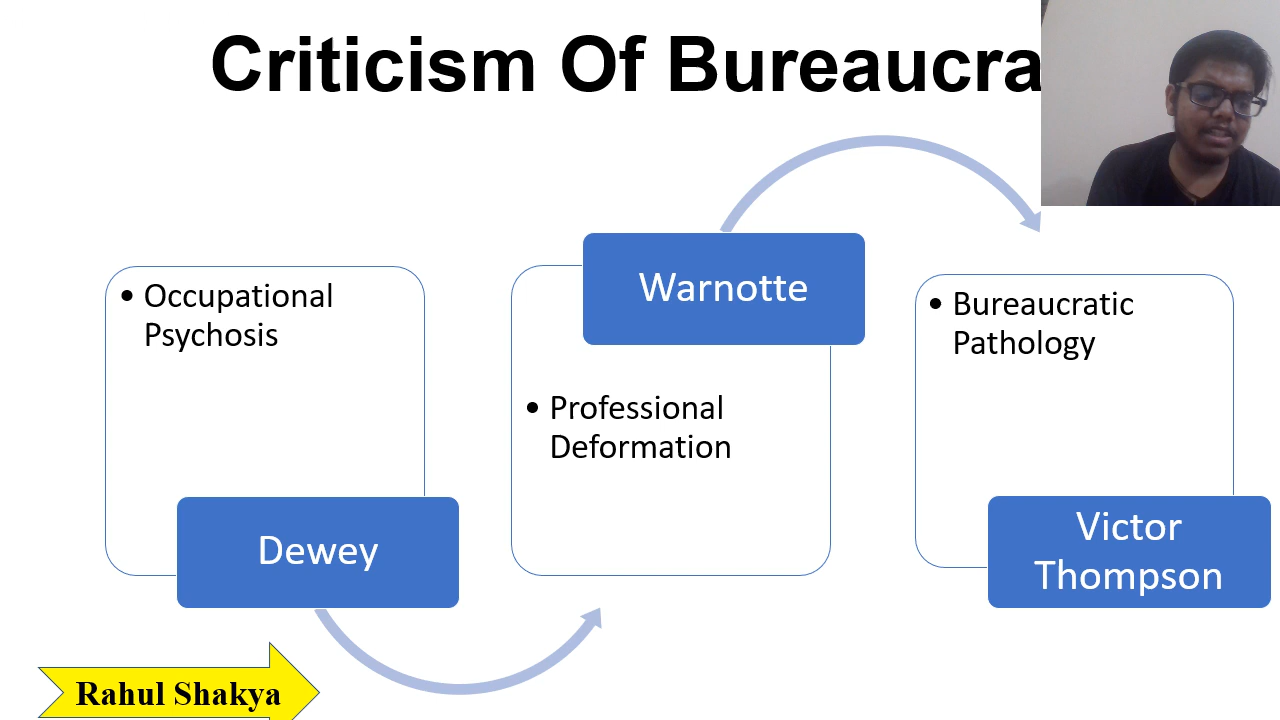 Criticism Of Bureaucra
• Occupational
Psychosis
Dewey
Warnotte
• Professional
Deformation
• Bureaucratic
Pathology
Victor
Thompson
Rahul Shakya